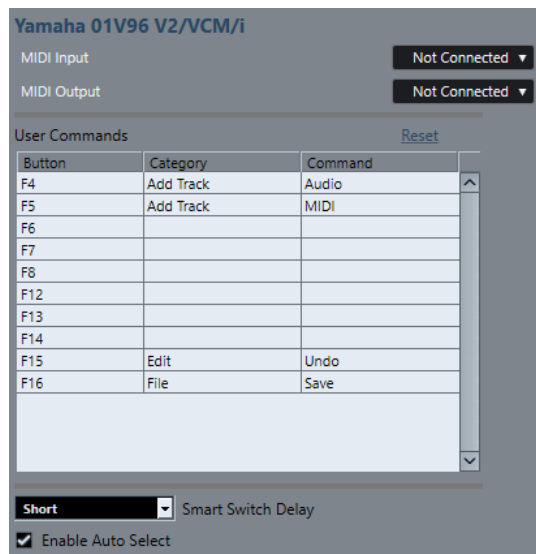 Yamaha 01V96 V2/VCM/i
MIDI Input Not Connected
MIDI Output Not Connected
User Commands Reset
Button Category Command
F4 Add Track Audio
F5 Add Track MIDI
F6
F7
F8
F12
F13
F14
F15 Edit Undo
F16 File Save
Short Smart Switch Delay
Enable Auto Select